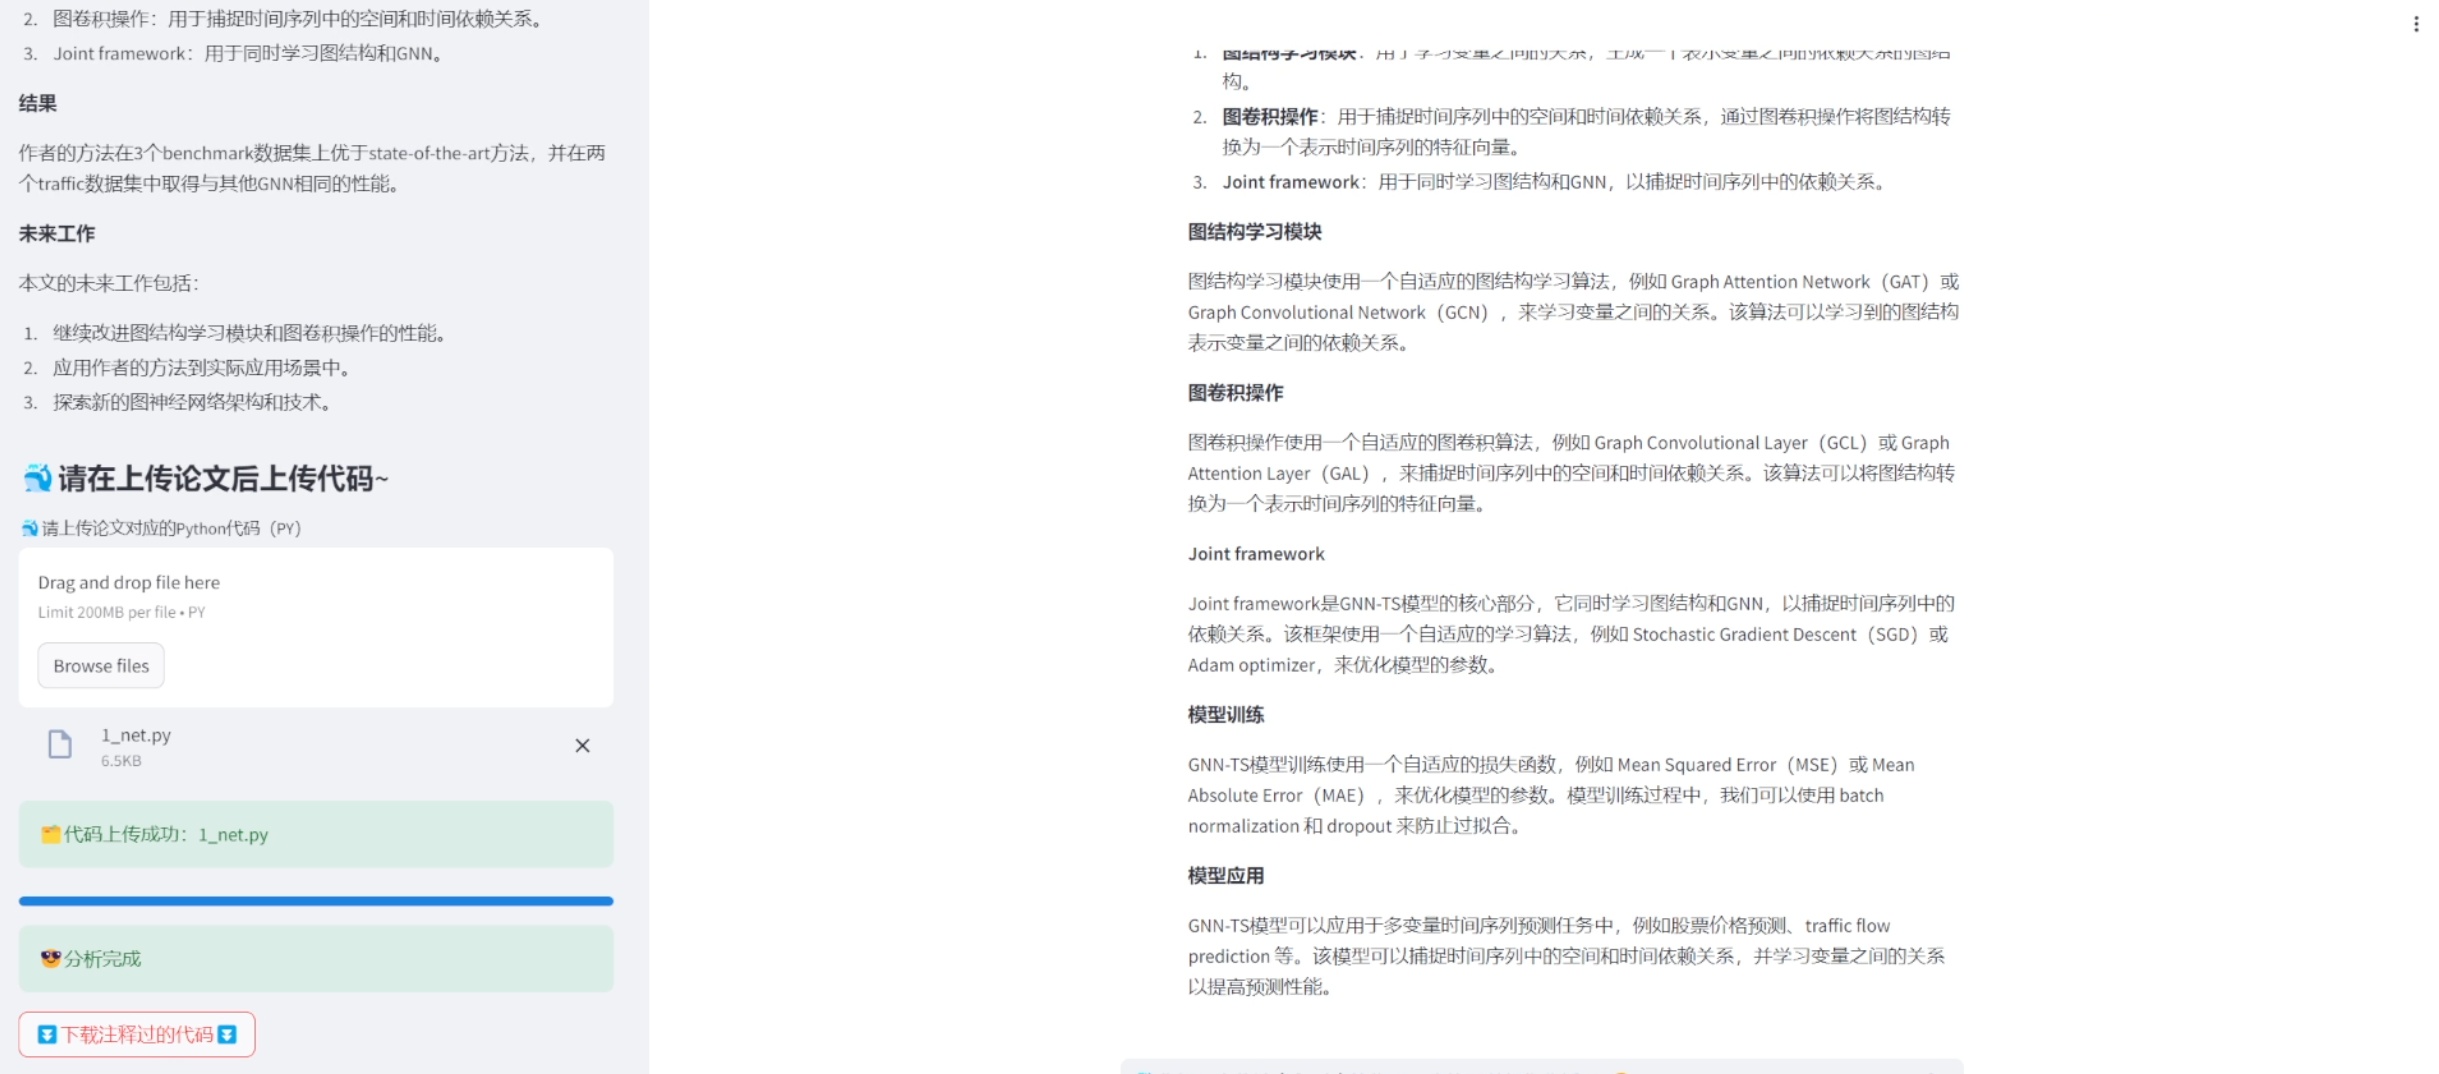 2. 图卷积操作：用于捕捉时间序列中的空间和时间依赖关系。
3. Joint framework：用于同时学习图结构和GNN。
结果
作者的方法在3个benchmark数据集上优于state-of-the-art方法，并在两
个traffic数据集中取得与其他GNN相同的性能。
未来工作
本文的未来工作包括：
1. 继续改进图结构学习模块和图卷积操作的性能。
2. 应用作者的方法到实际应用场景中。
3. 探索新的图神经网络架构和技术。
请在上传论文后上传代码~
请上传论文对应的Python代码（PY）
Drag and drop file here
Limit 200MB per file • PY
Browse files
1_net.py
6.5KB
代码上传成功：1_net.py
分析完成
下载注释过的代码
1. 图结构学习模块：用于学习变量之间的关系，生成一个表示变量之间的依赖关系的图结
构。
2. 图卷积操作：用于捕捉时间序列中的空间和时间依赖关系，通过图卷积操作将图结构转
换为一个表示时间序列的特征向量。
3. Joint framework：用于同时学习图结构和GNN，以捕捉时间序列中的依赖关系。
图结构学习模块
图结构学习模块使用一个自适应的图结构学习算法，例如 Graph Attention Network（GAT）或
Graph Convolutional Network（GCN），来学习变量之间的关系。该算法可以学习到的图结构
表示变量之间的依赖关系。
图卷积操作
图卷积操作使用一个自适应的图卷积算法，例如 Graph Convolutional Layer（GCL）或 Graph
Attention Layer（GAL），来捕捉时间序列中的空间和时间依赖关系。该算法可以将图结构转
换为一个表示时间序列的特征向量。
Joint framework
Joint framework是GNN-TS模型的核心部分，它同时学习图结构和GNN，以捕捉时间序列中的
依赖关系。该框架使用一个自适应的学习算法，例如 Stochastic Gradient Descent（SGD）或
Adam optimizer，来优化模型的参数。
模型训练
GNN-TS模型训练使用一个自适应的损失函数，例如 Mean Squared Error（MSE）或 Mean
Absolute Error（MAE），来优化模型的参数。模型训练过程中，我们可以使用 batch
normalization 和 dropout 来防止过拟合。
模型应用
GNN-TS模型可以应用于多变量时间序列预测任务中，例如股票价格预测、traffic flow
prediction 等。该模型可以捕捉时间序列中的空间和时间依赖关系，并学习变量之间的关系
以提高预测性能。